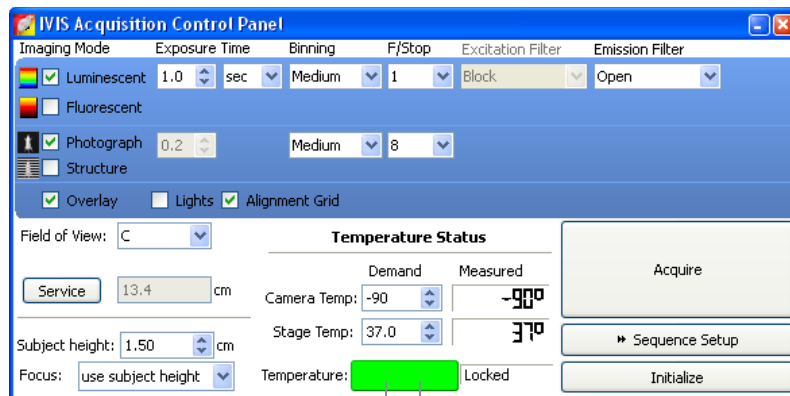 IVIS Acquisition Control Panel
Imaging Mode Exposure Time Binning F/Stop Excitation Filter Emission Filter
Luminescent 1.0 sec Medium 1 Block Open
Fluorescent
Photograph 0.2 Medium 8
Structure
Overlay Lights Alignment Grid
Field of View: C Temperature Status
Demand Measured Acquire
Service 13.4 cm Camera Temp: -90 -90º
Subject height: 1.50 cm Stage Temp: 37.0 37º Sequence Setup
Focus: use subject height Temperature: Locked Initialize